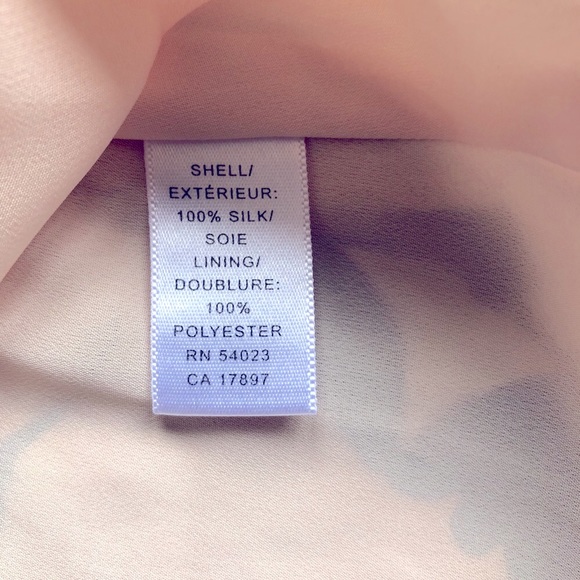 SHELL/
EXTÉRIEUR:
100% SILK/
SOIE
LINING/
DOUBLURE:
100%
POLYESTER
RN 54023
CA 17897